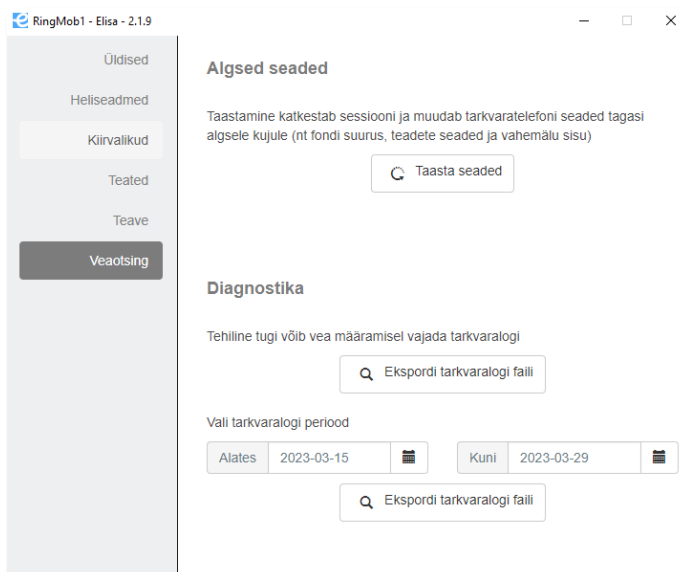 RingMob1 - Elisa - 2.1.9
Üldised
Heliseadmed
Kiirvalikud
Teated
Teave
Veaotsing
Algsed seaded
Taastamine katkestab sessiooni ja muudab tarkvaratelefoni seaded tagasi
algsele kujule (nt fondi suurus, teadete seaded ja vahemälu sisu)
Taasta seaded
Diagnostika
Tehiline tugi võib vea määramisel vajada tarkvaralogi
Ekspordi tarkvaralogi faili
Vali tarkvaralogi periood
Alates 2023-03-15 Kuni 2023-03-29
Ekspordi tarkvaralogi faili